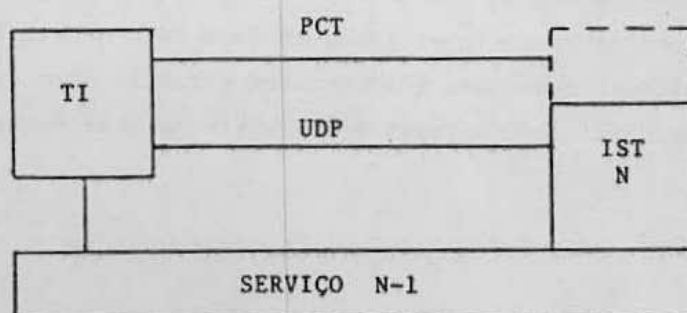 PCT
TI
UDP
IST
N
SERVIÇO N-1